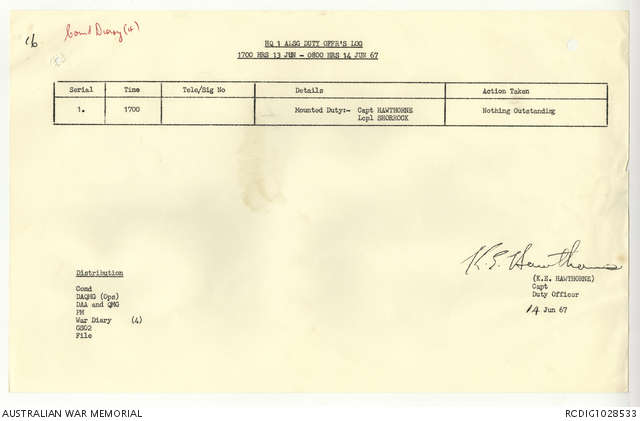 16 Comd Diary (4)
83
HQ 1 ALSG DUTY OFFR'S LOG
1700 HRS 13 JUN - 0800 HRS 14 JUN 67
Serial Time Tele/Sig No Details Action Taken
1. 1700 Mounted Duty:- Capt HAWTHORNE Nothing Outstanding
Lcpl SHORROCK
K.E. Hawthorne
(K.E. HAWTHORNE)
Capt
Duty Officer
14 Jun 67
Distribution
Comd
DAQMG (Ops)
DAA and QMG
PM
War Diary (4)
GSO2
File
AUSTRALIAN WAR MEMORIAL RCDIG1028533